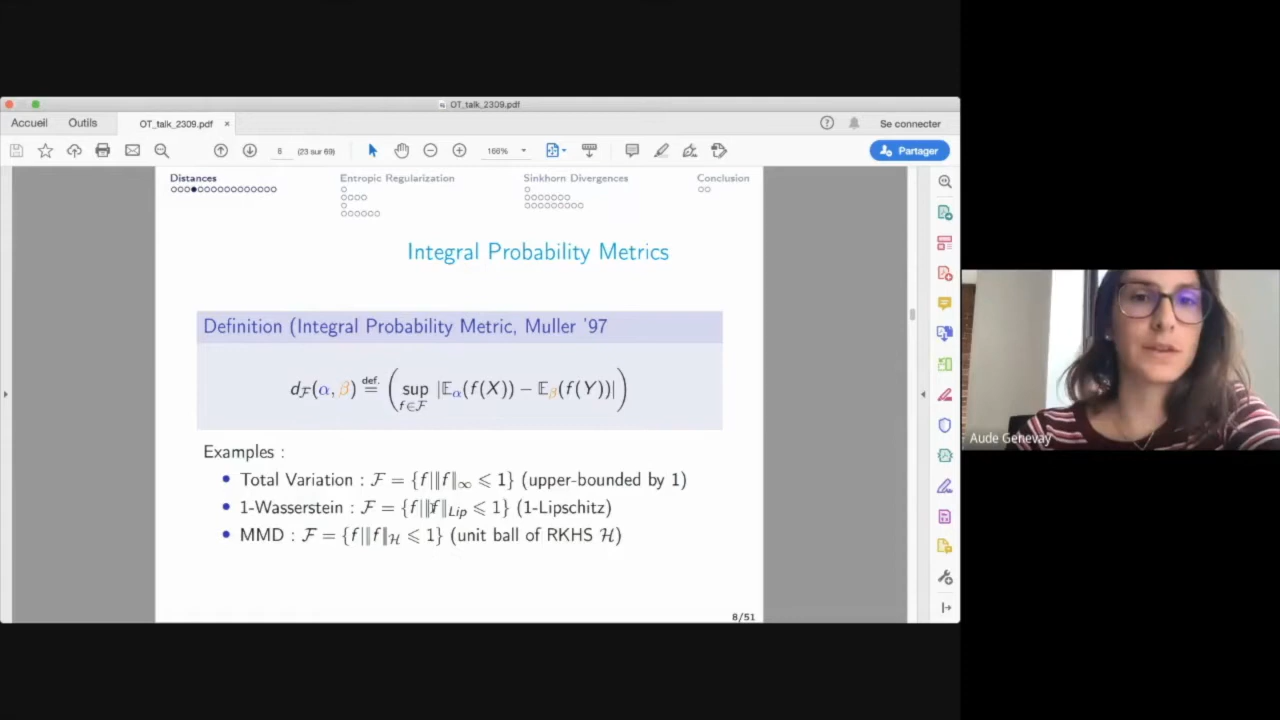 OT_talk_2309.pdf
Accueil Outils OT_talk_2309.pdf ×
Se connecter
8 (23 sur 69) 166% Partager
Distances Entropic Regularization Sinkhorn Divergences Conclusion
Integral Probability Metrics
Definition (Integral Probability Metric, Muller '97
d_F(α, β) def. = ( sup_{f∈F} |E_α(f(X)) − E_β(f(Y))| )
Examples :
• Total Variation : F = {f|‖f‖_∞ ⩽ 1} (upper-bounded by 1)
• 1-Wasserstein : F = {f|‖f‖_Lip ⩽ 1} (1-Lipschitz)
• MMD : F = {f|‖f‖_H ⩽ 1} (unit ball of RKHS H)
8/51
Aude Genevay